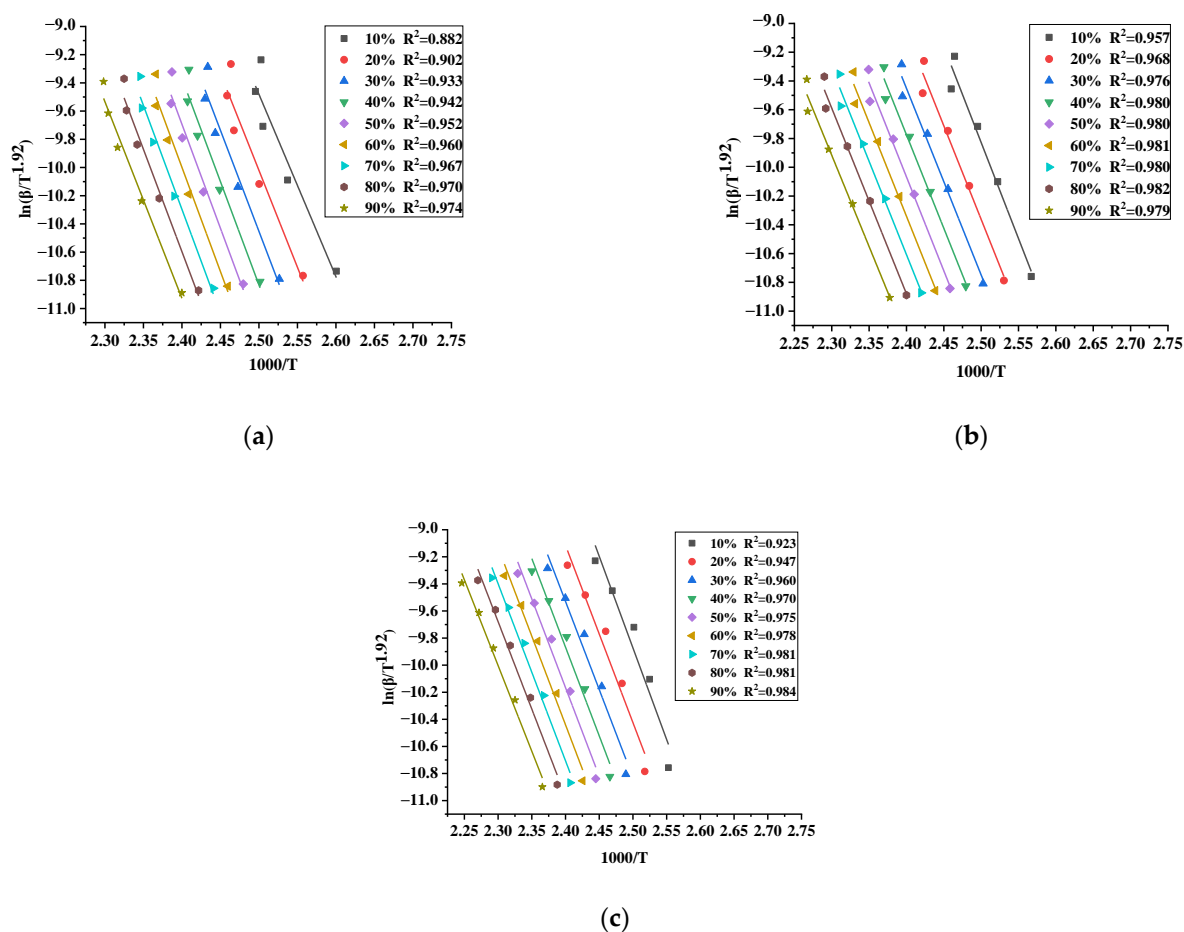 −9.0
−9.2
−9.4
−9.6
−9.8
−10.0
−10.2
−10.4
−10.6
−10.8
−11.0
ln(β/T^1.92)
2.30 2.35 2.40 2.45 2.50 2.55 2.60 2.65 2.70 2.75
1000/T
10% R²=0.882
20% R²=0.902
30% R²=0.933
40% R²=0.942
50% R²=0.952
60% R²=0.960
70% R²=0.967
80% R²=0.970
90% R²=0.974
(a)
−9.0
−9.2
−9.4
−9.6
−9.8
−10.0
−10.2
−10.4
−10.6
−10.8
−11.0
ln(β/T^1.92)
2.25 2.30 2.35 2.40 2.45 2.50 2.55 2.60 2.65 2.70 2.75
1000/T
10% R²=0.957
20% R²=0.968
30% R²=0.976
40% R²=0.980
50% R²=0.980
60% R²=0.981
70% R²=0.980
80% R²=0.982
90% R²=0.979
(b)
−9.0
−9.2
−9.4
−9.6
−9.8
−10.0
−10.2
−10.4
−10.6
−10.8
−11.0
ln(β/T^1.92)
2.25 2.30 2.35 2.40 2.45 2.50 2.55 2.60 2.65 2.70 2.75
1000/T
10% R²=0.923
20% R²=0.947
30% R²=0.960
40% R²=0.970
50% R²=0.975
60% R²=0.978
70% R²=0.981
80% R²=0.981
90% R²=0.984
(c)